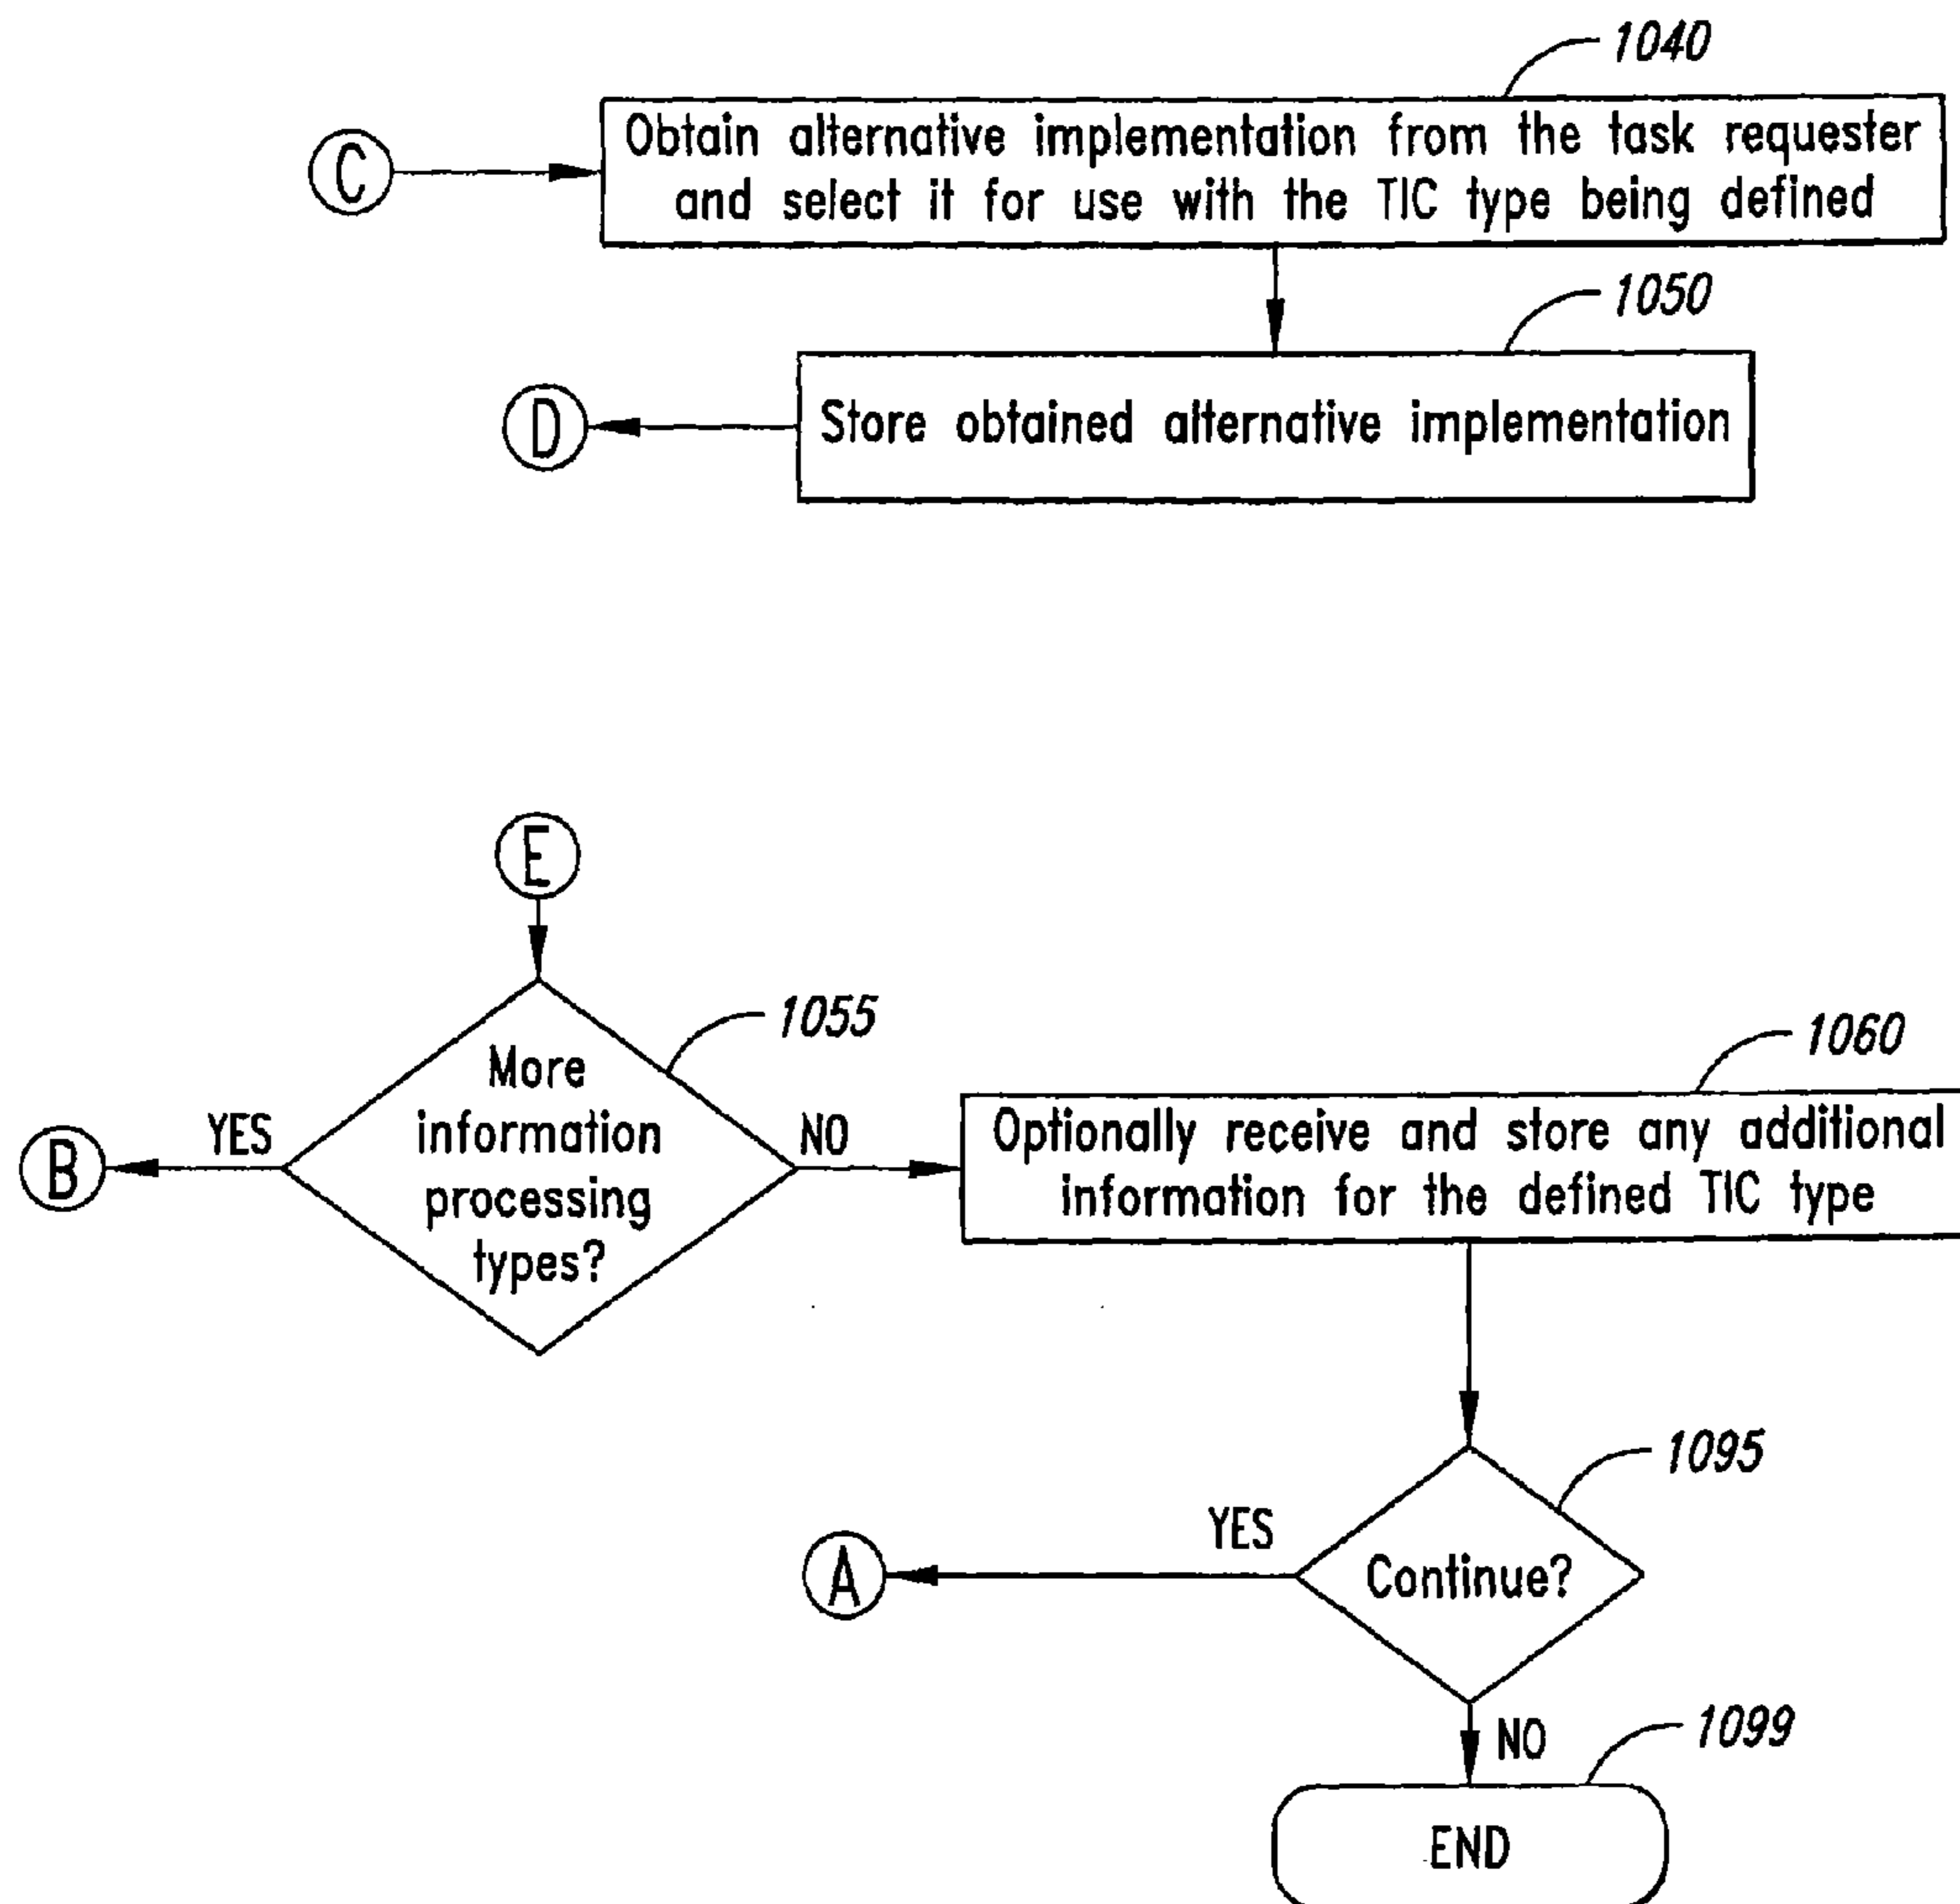 1040
C
Obtain alternative implementation from the task requester
and select it for use with the TIC type being defined
1050
D
Store obtained alternative implementation
E
1055
More
information
processing
types?
YES
B
NO
1060
Optionally receive and store any additional
information for the defined TIC type
1095
YES
A
Continue?
NO
1099
END